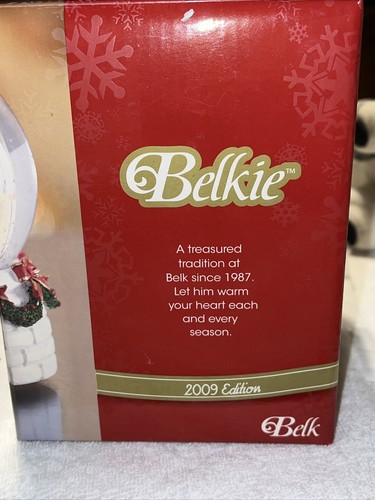 Belkie™
A treasured
tradition at
Belk since 1987.
Let him warm
your heart each
and every
season.
2009 Edition
Belk